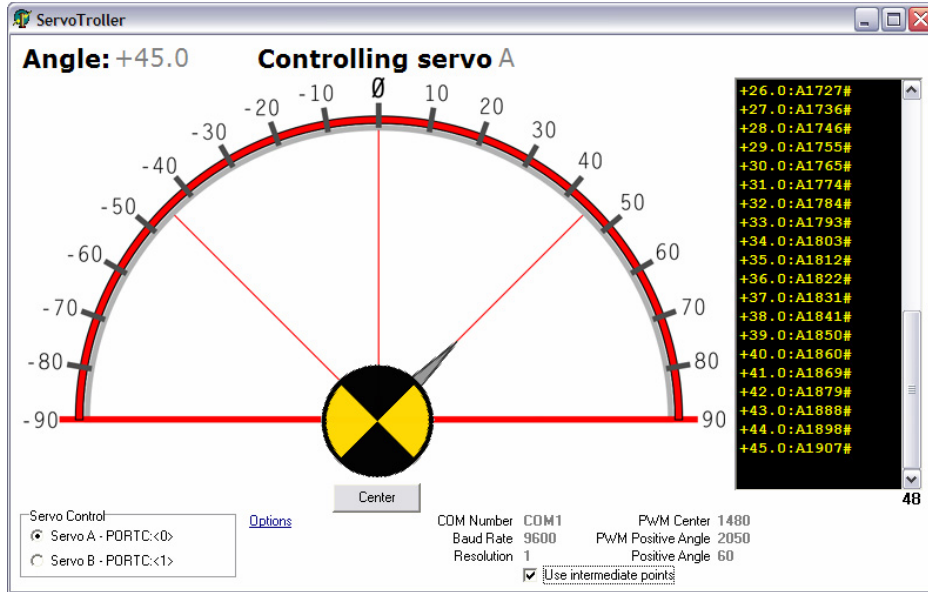 ServoTroller
Angle: +45.0
Controlling servo A
Ø
-10
10
-20
20
-30
30
-40
40
-50
50
-60
60
-70
70
-80
80
-90
90
+26.0:A1727#
+27.0:A1736#
+28.0:A1746#
+29.0:A1755#
+30.0:A1765#
+31.0:A1774#
+32.0:A1784#
+33.0:A1793#
+34.0:A1803#
+35.0:A1812#
+36.0:A1822#
+37.0:A1831#
+38.0:A1841#
+39.0:A1850#
+40.0:A1860#
+41.0:A1869#
+42.0:A1879#
+43.0:A1888#
+44.0:A1898#
+45.0:A1907#
48
Center
Servo Control
Servo A - PORTC:<0>
Servo B - PORTC:<1>
Options
COM Number COM1
Baud Rate 9600
Resolution 1
PWM Center 1480
PWM Positive Angle 2050
Positive Angle 60
Use intermediate points